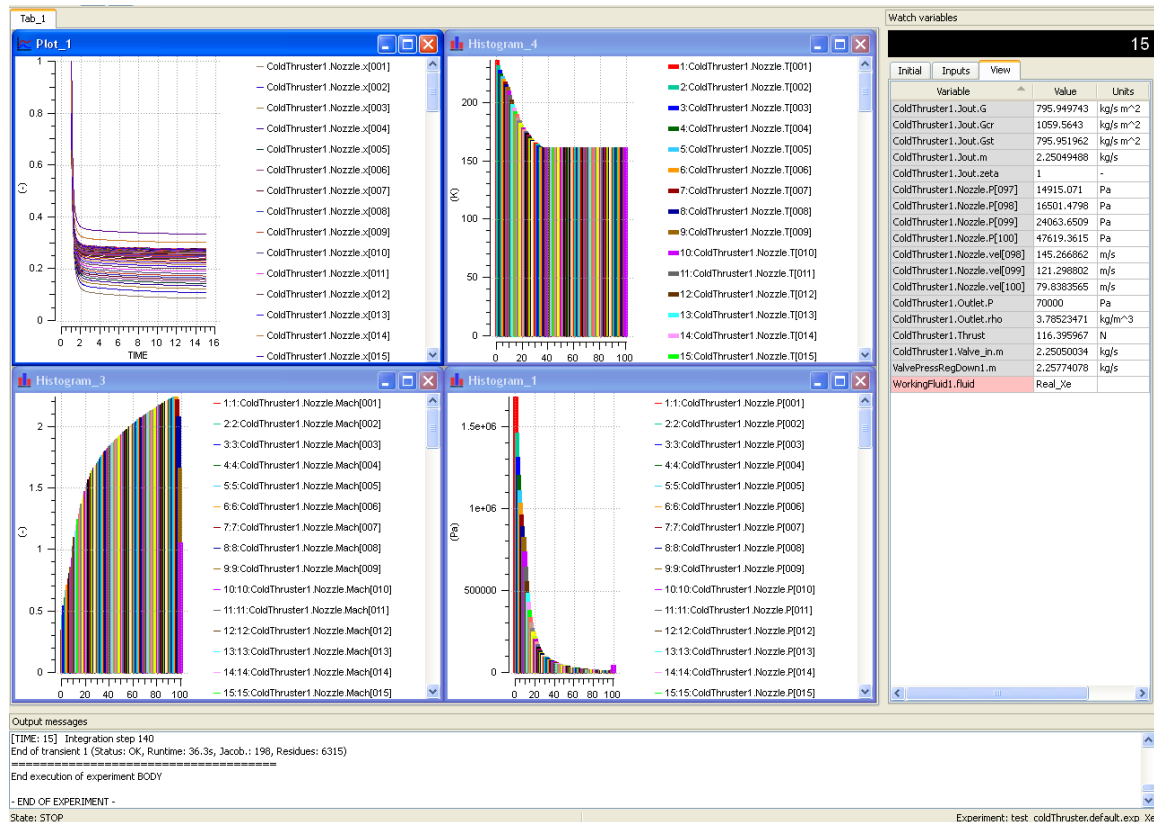 Tab_1
Plot_1
1
0.8
0.6
0.4
0.2
0
(-)
0 2 4 6 8 10 12 14 16
TIME
ColdThruster1.Nozzle.x[001]
ColdThruster1.Nozzle.x[002]
ColdThruster1.Nozzle.x[003]
ColdThruster1.Nozzle.x[004]
ColdThruster1.Nozzle.x[005]
ColdThruster1.Nozzle.x[006]
ColdThruster1.Nozzle.x[007]
ColdThruster1.Nozzle.x[008]
ColdThruster1.Nozzle.x[009]
ColdThruster1.Nozzle.x[010]
ColdThruster1.Nozzle.x[011]
ColdThruster1.Nozzle.x[012]
ColdThruster1.Nozzle.x[013]
ColdThruster1.Nozzle.x[014]
ColdThruster1.Nozzle.x[015]
Histogram_4
200
150
100
50
0
(K)
0 20 40 60 80 100
1:ColdThruster1.Nozzle.T[001]
2:ColdThruster1.Nozzle.T[002]
3:ColdThruster1.Nozzle.T[003]
4:ColdThruster1.Nozzle.T[004]
5:ColdThruster1.Nozzle.T[005]
6:ColdThruster1.Nozzle.T[006]
7:ColdThruster1.Nozzle.T[007]
8:ColdThruster1.Nozzle.T[008]
9:ColdThruster1.Nozzle.T[009]
10:ColdThruster1.Nozzle.T[010]
11:ColdThruster1.Nozzle.T[011]
12:ColdThruster1.Nozzle.T[012]
13:ColdThruster1.Nozzle.T[013]
14:ColdThruster1.Nozzle.T[014]
15:ColdThruster1.Nozzle.T[015]
Histogram_3
2
1.5
1
0.5
0
(-)
0 20 40 60 80 100
1:1:ColdThruster1.Nozzle.Mach[001]
2:2:ColdThruster1.Nozzle.Mach[002]
3:3:ColdThruster1.Nozzle.Mach[003]
4:4:ColdThruster1.Nozzle.Mach[004]
5:5:ColdThruster1.Nozzle.Mach[005]
6:6:ColdThruster1.Nozzle.Mach[006]
7:7:ColdThruster1.Nozzle.Mach[007]
8:8:ColdThruster1.Nozzle.Mach[008]
9:9:ColdThruster1.Nozzle.Mach[009]
10:10:ColdThruster1.Nozzle.Mach[010]
11:11:ColdThruster1.Nozzle.Mach[011]
12:12:ColdThruster1.Nozzle.Mach[012]
13:13:ColdThruster1.Nozzle.Mach[013]
14:14:ColdThruster1.Nozzle.Mach[014]
15:15:ColdThruster1.Nozzle.Mach[015]
Histogram_1
1.5e+06
1e+06
500000
0
(Pa)
0 20 40 60 80 100
1:1:ColdThruster1.Nozzle.P[001]
2:2:ColdThruster1.Nozzle.P[002]
3:3:ColdThruster1.Nozzle.P[003]
4:4:ColdThruster1.Nozzle.P[004]
5:5:ColdThruster1.Nozzle.P[005]
6:6:ColdThruster1.Nozzle.P[006]
7:7:ColdThruster1.Nozzle.P[007]
8:8:ColdThruster1.Nozzle.P[008]
9:9:ColdThruster1.Nozzle.P[009]
10:10:ColdThruster1.Nozzle.P[010]
11:11:ColdThruster1.Nozzle.P[011]
12:12:ColdThruster1.Nozzle.P[012]
13:13:ColdThruster1.Nozzle.P[013]
14:14:ColdThruster1.Nozzle.P[014]
15:15:ColdThruster1.Nozzle.P[015]
Watch variables
15
Initial Inputs View
Variable Value Units
ColdThruster1.Jout.G 795.949743 kg/s m^2
ColdThruster1.Jout.Gcr 1059.5643 kg/s m^2
ColdThruster1.Jout.Gst 795.951962 kg/s m^2
ColdThruster1.Jout.m 2.25049488 kg/s
ColdThruster1.Jout.zeta 1 -
ColdThruster1.Nozzle.P[097] 14915.071 Pa
ColdThruster1.Nozzle.P[098] 16501.4798 Pa
ColdThruster1.Nozzle.P[099] 24063.6509 Pa
ColdThruster1.Nozzle.P[100] 47619.3615 Pa
ColdThruster1.Nozzle.vel[098] 145.266862 m/s
ColdThruster1.Nozzle.vel[099] 121.298802 m/s
ColdThruster1.Nozzle.vel[100] 79.8383565 m/s
ColdThruster1.Outlet.P 70000 Pa
ColdThruster1.Outlet.rho 3.78523471 kg/m^3
ColdThruster1.Thrust 116.395967 N
ColdThruster1.Valve_in.m 2.25050034 kg/s
ValvePressRegDown1.m 2.25774078 kg/s
WorkingFluid1.fluid Real_Xe
Output messages
[TIME: 15] Integration step 140
End of transient 1 (Status: OK, Runtime: 36.3s, Jacob.: 198, Residues: 6315)
=====================================
End execution of experiment BODY
- END OF EXPERIMENT -
State: STOP
Experiment: test_coldThruster.default.exp_Xe